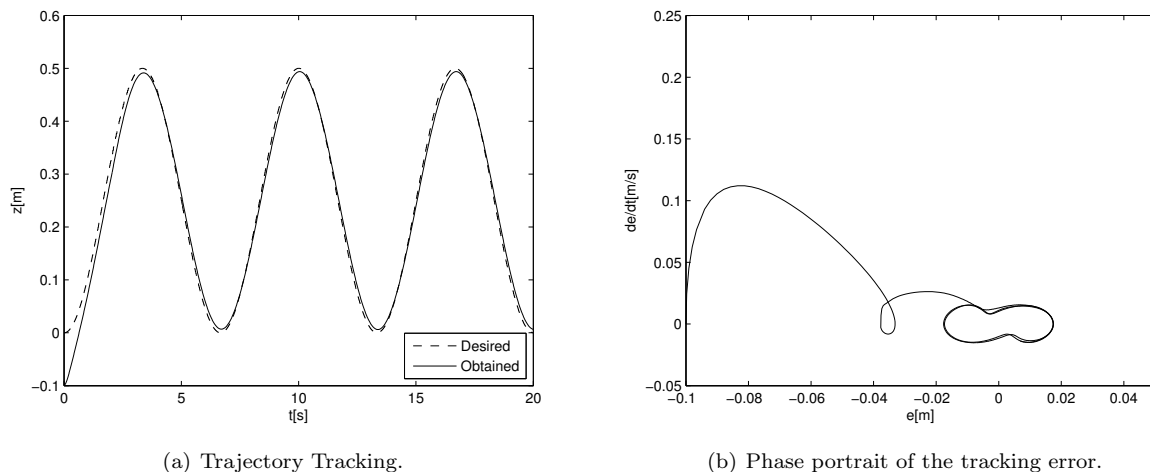 0.6
0.5
0.4
0.3
0.2
0.1
0
−0.1
z[m]
0 5 10 15 20
t[s]
Desired
Obtained
(a) Trajectory Tracking.
0.25
0.2
0.15
0.1
0.05
0
−0.05
de/dt[m/s]
−0.1 −0.08 −0.06 −0.04 −0.02 0 0.02 0.04
e[m]
(b) Phase portrait of the tracking error.